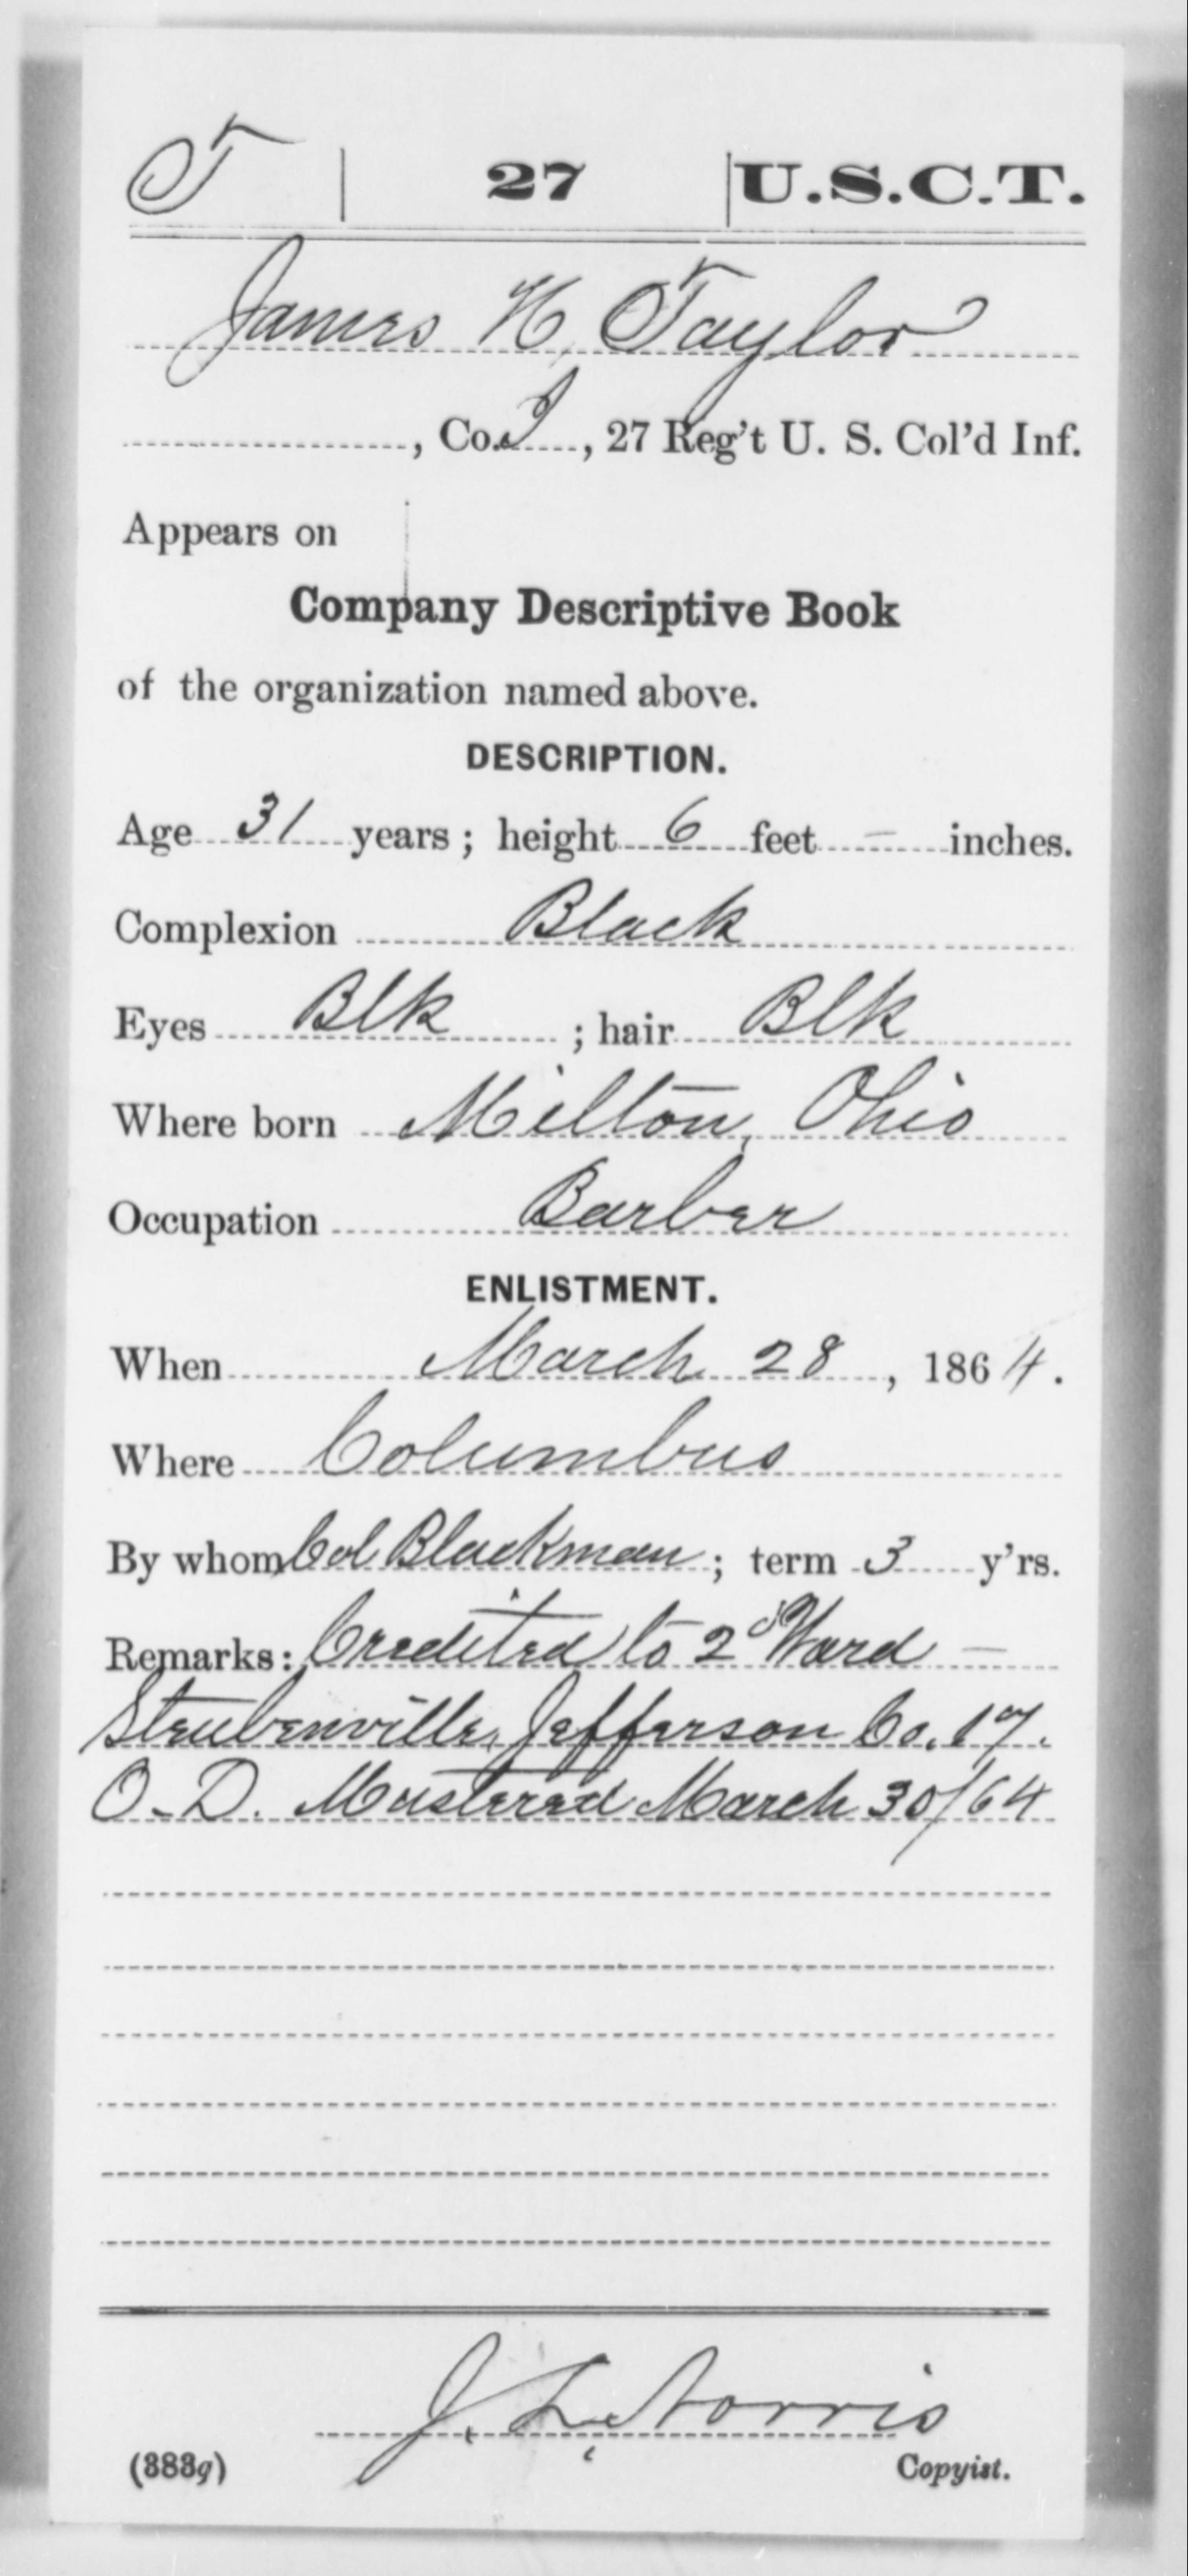 T | 27 | U.S.C.T.
James H. Taylor
, Co. I, 27 Reg't U. S. Col'd Inf.
Appears on
Company Descriptive Book
of the organization named above.
DESCRIPTION.
Age 31 years; height 6 feet – inches.
Complexion Black
Eyes Blk; hair Blk
Where born Milton, Ohio
Occupation Barber
ENLISTMENT.
When March 28, 1864.
Where Columbus
By whom Col Blackman; term 3 y'rs.
Remarks: Credited to 2d Ward –
Steubenville, Jefferson Co. 17.
O. D. Mustered March 30/64
J. L. Norris
(383g) Copyist.